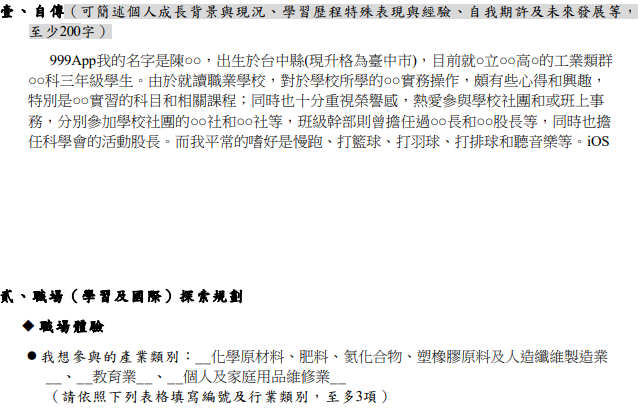 壹、自傳（可簡述個人成長背景與現況、學習歷程特殊表現與經驗、自我期許及未來發展等，
至少200字）
999App我的名字是陳○○，出生於台中縣(現升格為臺中市)，目前就○立○○高○的工業類群
○○科三年級學生。由於就讀職業學校，對於學校所學的○○實務操作，頗有些心得和興趣，
特別是○○實習的科目和相關課程；同時也十分重視榮譽感，熱愛參與學校社團和或班上事
務，分別參加學校社團的○○社和○○社等，班級幹部則曾擔任過○○長和○○股長等，同時也擔
任科學會的活動股長。而我平常的嗜好是慢跑、打籃球、打羽球、打排球和聽音樂等。iOS
貳、職場（學習及國際）探索規劃
◆職場體驗
●我想參與的產業類別：__化學原材料、肥料、氮化合物、塑橡膠原料及人造纖維製造業
__、__教育業__、__個人及家庭用品維修業__
（請依照下列表格填寫編號及行業類別，至多3項）